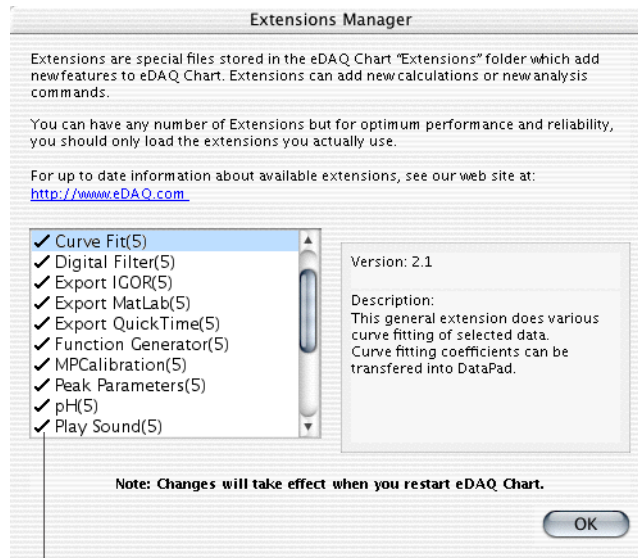 Extensions Manager
Extensions are special files stored in the eDAQ Chart “Extensions” folder which add
new features to eDAQ Chart. Extensions can add new calculations or new analysis
commands.
You can have any number of Extensions but for optimum performance and reliability,
you should only load the extensions you actually use.
For up to date information about available extensions, see our web site at:
http://www.eDAQ.com
Curve Fit(5)
Digital Filter(5)
Export IGOR(5)
Export MatLab(5)
Export QuickTime(5)
Function Generator(5)
MPCalibration(5)
Peak Parameters(5)
pH(5)
Play Sound(5)
Version: 2.1
Description:
This general extension does various
curve fitting of selected data.
Curve fitting coefficients can be
transfered into DataPad.
Note: Changes will take effect when you restart eDAQ Chart.
OK